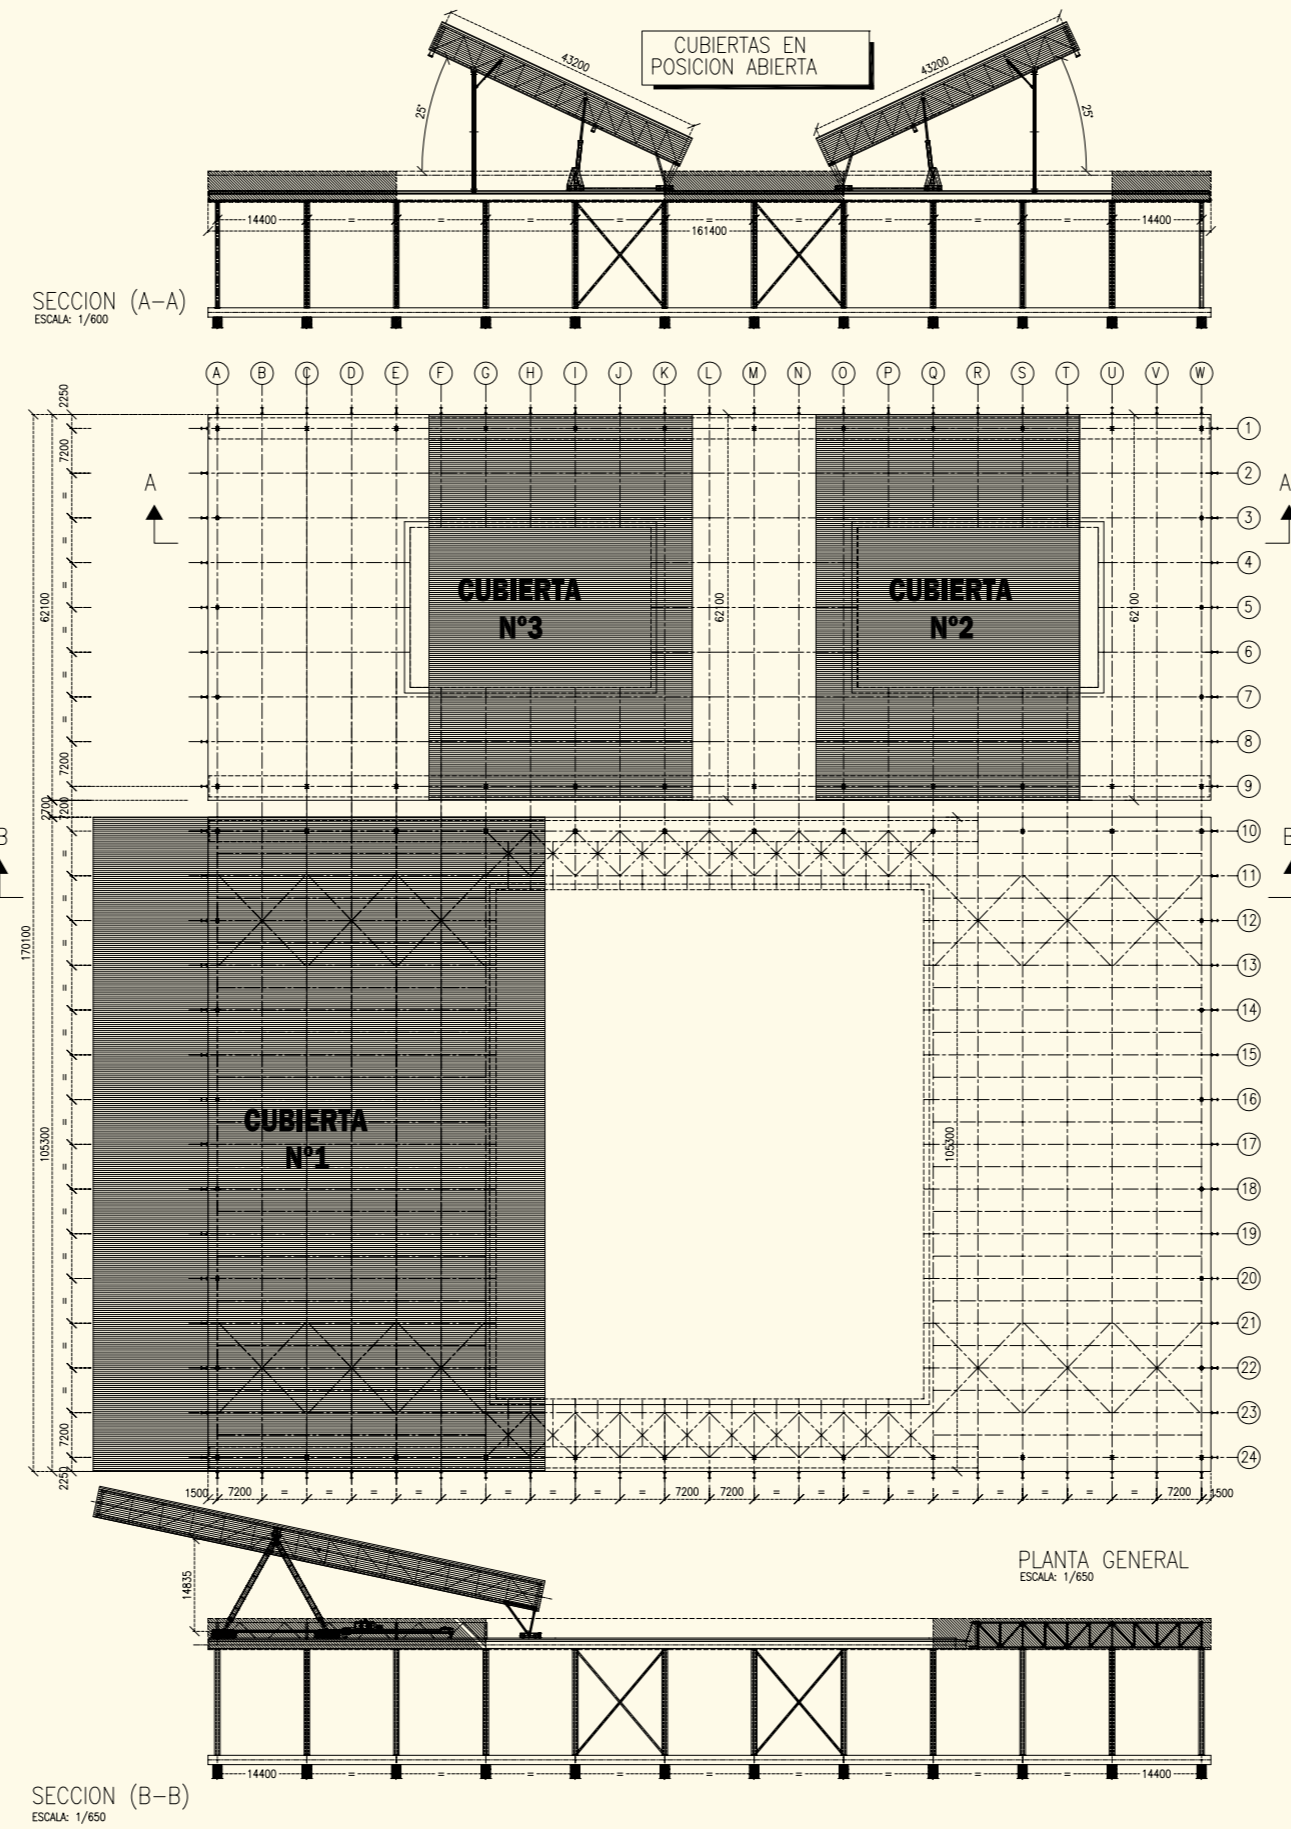 CUBIERTAS EN
POSICION ABIERTA
43200
43200
25°
25°
14400 = = = = = = = = = 14400
161400
SECCION (A-A)
ESCALA: 1/600
A B C D E F G H I J K L M N O P Q R S T U V W
2250
7200
=
=
=
=
=
=
7200
62100
2700
7200
=
=
=
=
=
=
=
=
=
=
=
=
7200
2250
105300
170100
A
A
B
B
1
2
3
4
5
6
7
8
9
10
11
12
13
14
15
16
17
18
19
20
21
22
23
24
CUBIERTA
Nº3
62100
CUBIERTA
Nº2
62100
CUBIERTA
Nº1
105300
1500 7200 = = = = = = = = = 7200 7200 = = = = = = = = = 7200 1500
14835
PLANTA GENERAL
ESCALA: 1/650
14400 = = = = = = = = = 14400
SECCION (B-B)
ESCALA: 1/650